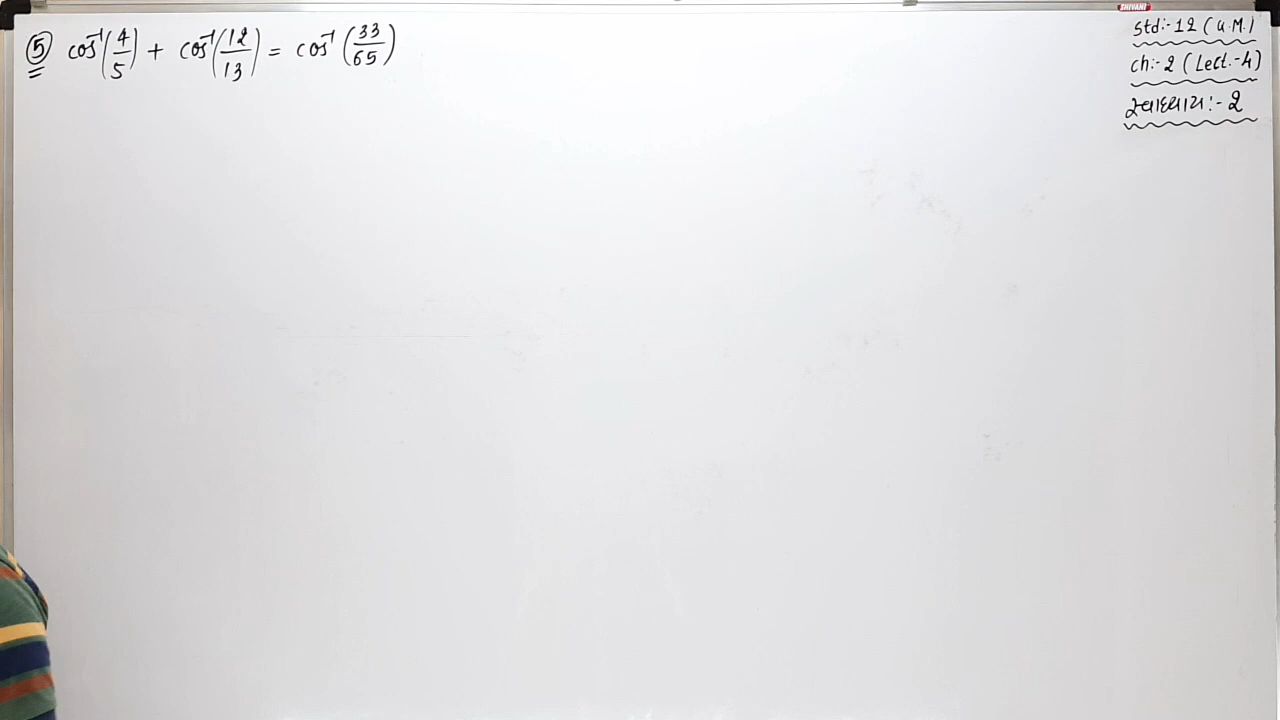 SHIVANI
⑤ cos⁻¹(4/5) + cos⁻¹(12/13) = cos⁻¹(33/65)
Std:-12 (G.M.)
ch:-2 (Lect.-4)
સ્વાધ્યાય:- 2